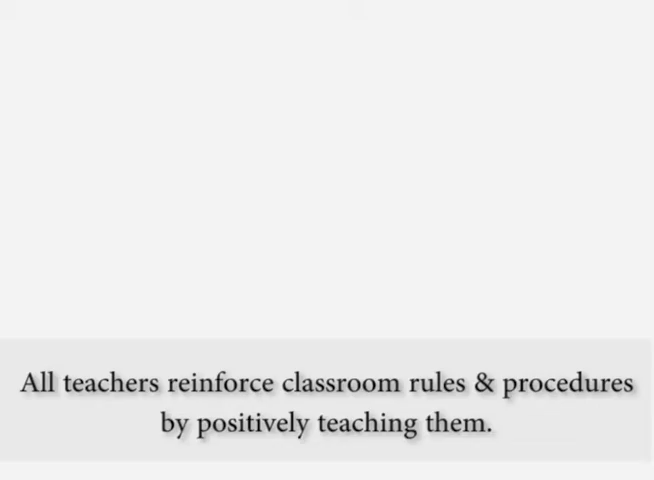 All teachers reinforce classroom rules & procedures
by positively teaching them.